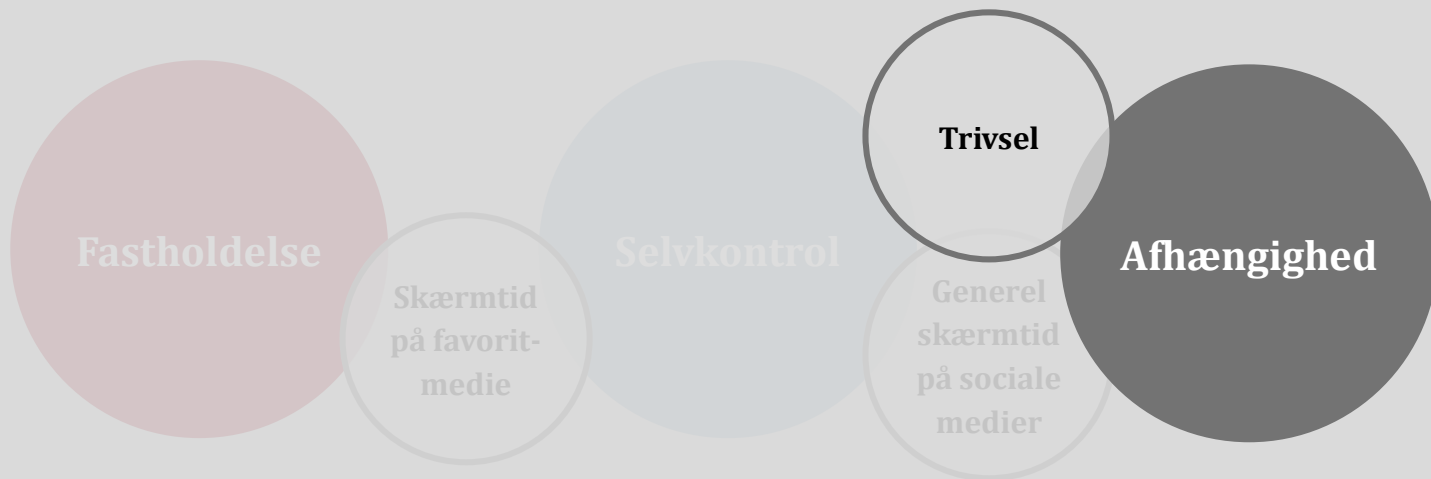 Fastholdelse
Skærmtid
på favorit-
medie
Selvkontrol
Trivsel
Generel
skærmtid
på sociale
medier
Afhængighed